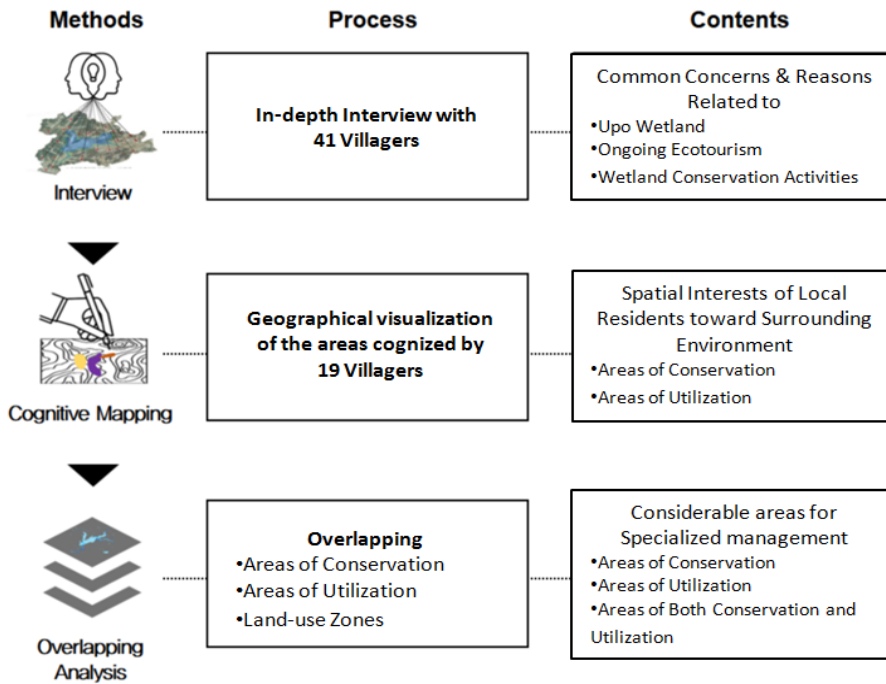 Methods
Process
Contents
Interview
In-depth Interview with
41 Villagers
Common Concerns & Reasons
Related to
•Upo Wetland
•Ongoing Ecotourism
•Wetland Conservation Activities
Cognitive Mapping
Geographical visualization
of the areas cognized by
19 Villagers
Spatial Interests of Local
Residents toward Surrounding
Environment
•Areas of Conservation
•Areas of Utilization
Overlapping
Analysis
Overlapping
•Areas of Conservation
•Areas of Utilization
•Land-use Zones
Considerable areas for
Specialized management
•Areas of Conservation
•Areas of Utilization
•Areas of Both Conservation and
Utilization